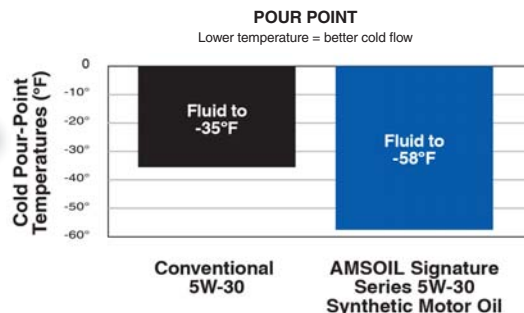 POUR POINT
Lower temperature = better cold flow
Cold Pour-Point
Temperatures (°F)
0
-10°
-20°
-30°
-40°
-50°
-60°
Fluid to
-35°F
Fluid to
-58°F
Conventional
5W-30
AMSOIL Signature
Series 5W-30
Synthetic Motor Oil